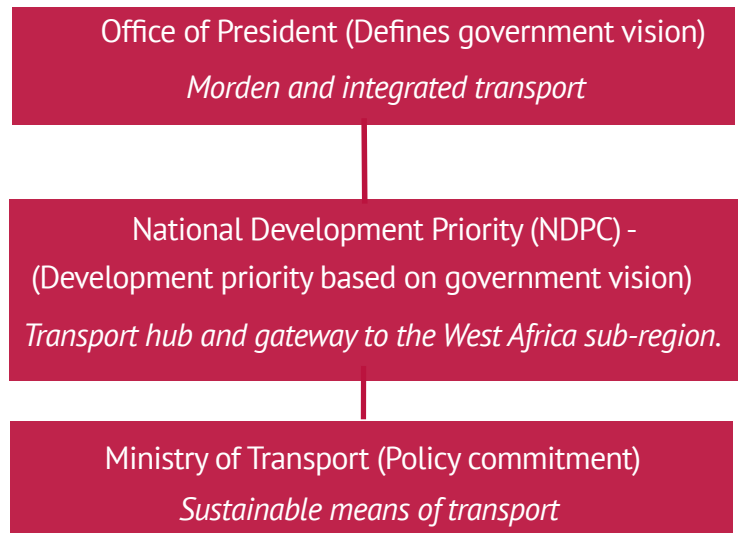 Office of President (Defines government vision)
Morden and integrated transport
National Development Priority (NDPC) -
(Development priority based on government vision)
Transport hub and gateway to the West Africa sub-region.
Ministry of Transport (Policy commitment)
Sustainable means of transport